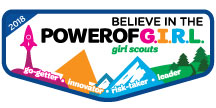 2018
BELIEVE IN THE
POWEROFG.I.R.L.
girl scouts
go-getter • innovator • risk-taker • leader